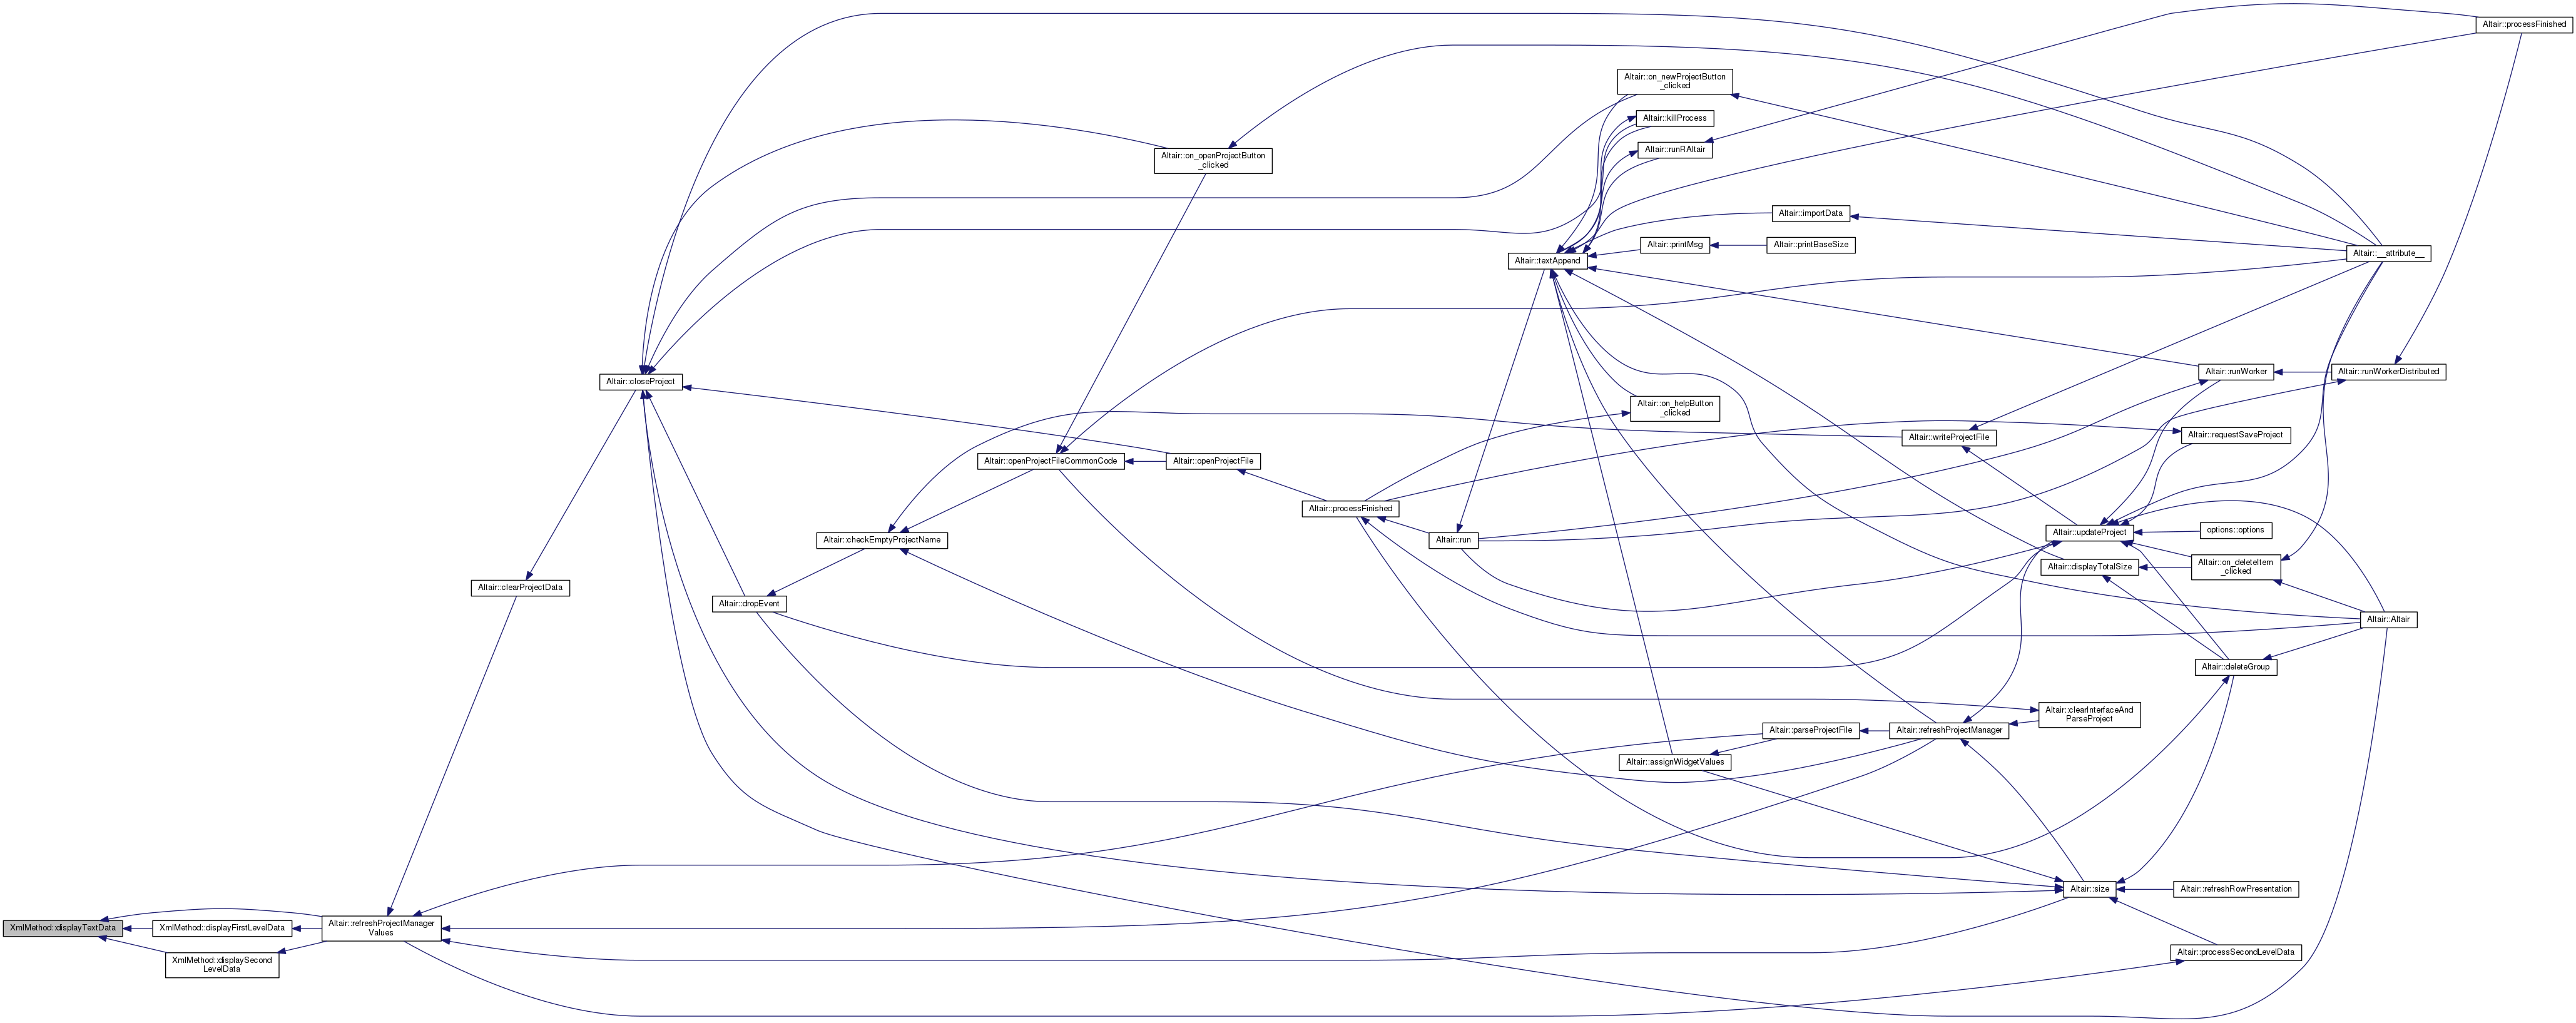 Altair::processFinished
Altair::on_newProjectButton
_clicked
Altair::killProcess
Altair::on_openProjectButton
_clicked
Altair::runRAltair
Altair::importData
Altair::printMsg
Altair::printBaseSize
Altair::__attribute__
Altair::textAppend
Altair::runWorker
Altair::runWorkerDistributed
Altair::closeProject
Altair::on_helpButton
_clicked
Altair::writeProjectFile
Altair::requestSaveProject
Altair::openProjectFileCommonCode
Altair::openProjectFile
Altair::processFinished
Altair::checkEmptyProjectName
Altair::run
Altair::updateProject
options::options
Altair::displayTotalSize
Altair::on_deleteItem
_clicked
Altair::clearProjectData
Altair::dropEvent
Altair::Altair
Altair::deleteGroup
Altair::clearInterfaceAnd
ParseProject
Altair::parseProjectFile
Altair::refreshProjectManager
Altair::assignWidgetValues
Altair::size
Altair::refreshRowPresentation
XmlMethod::displayTextData
XmlMethod::displayFirstLevelData
Altair::refreshProjectManager
Values
XmlMethod::displaySecond
LevelData
Altair::processSecondLevelData